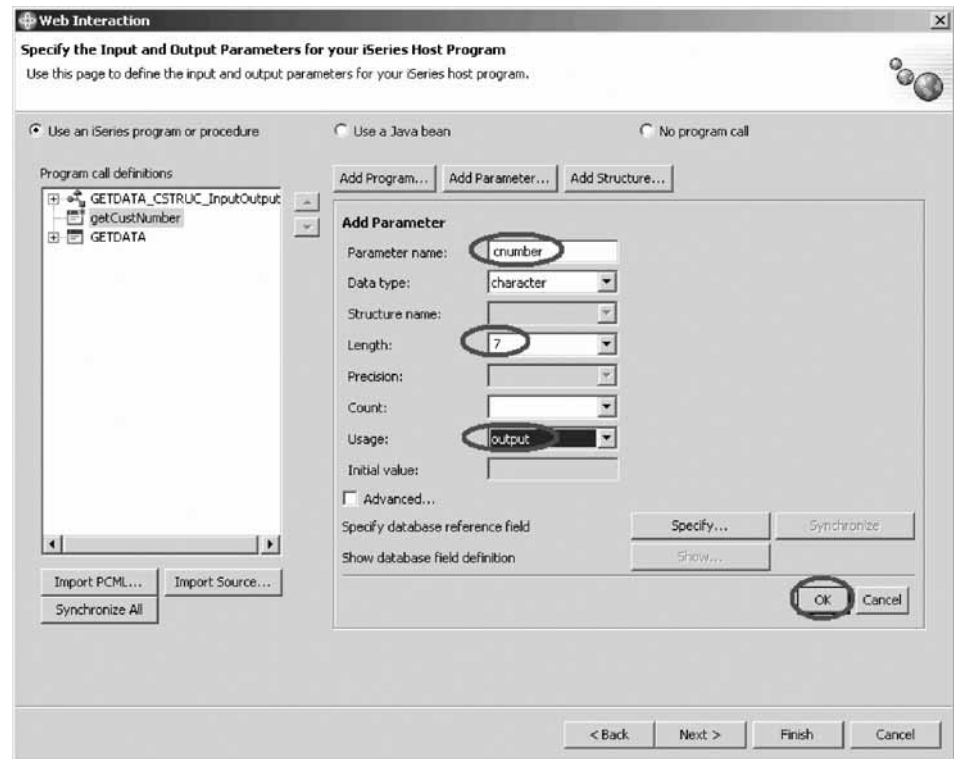 Web Interaction
Specify the Input and Output Parameters for your iSeries Host Program
Use this page to define the input and output parameters for your iSeries host program.
Use an iSeries program or procedure
Use a Java bean
No program call
Program call definitions
GETDATA_CSTRUC_InputOutput
getCustNumber
GETDATA
Add Program...
Add Parameter...
Add Structure...
Add Parameter
Parameter name: cnumber
Data type: character
Structure name:
Length: 7
Precision:
Count:
Usage: output
Initial value:
Advanced...
Specify database reference field
Specify...
Synchronize
Show database field definition
Show...
Import PCML...
Import Source...
Synchronize All
OK
Cancel
< Back
Next >
Finish
Cancel